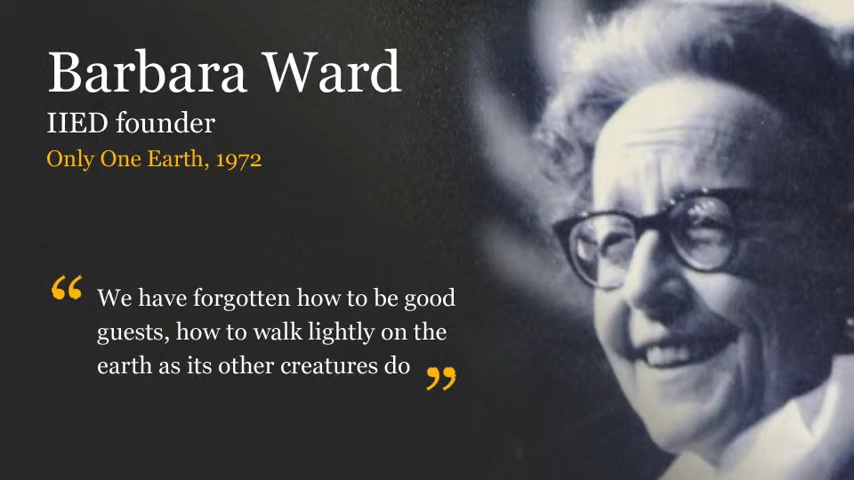 Barbara Ward
IIED founder
Only One Earth, 1972
“ We have forgotten how to be good
guests, how to walk lightly on the
earth as its other creatures do ”